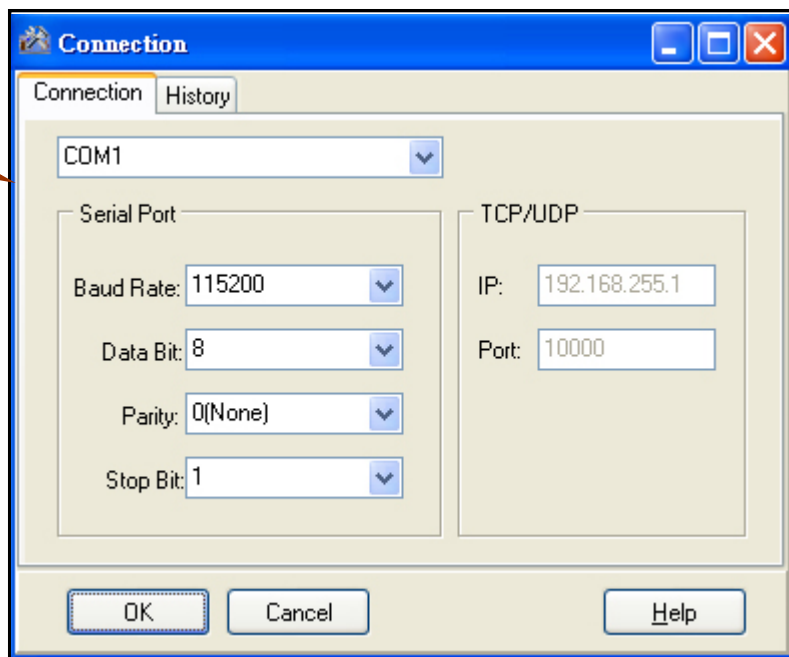 Connection
Connection History
COM1
Serial Port
Baud Rate: 115200
Data Bit: 8
Parity: 0(None)
Stop Bit: 1
TCP/UDP
IP: 192.168.255.1
Port: 10000
OK Cancel Help